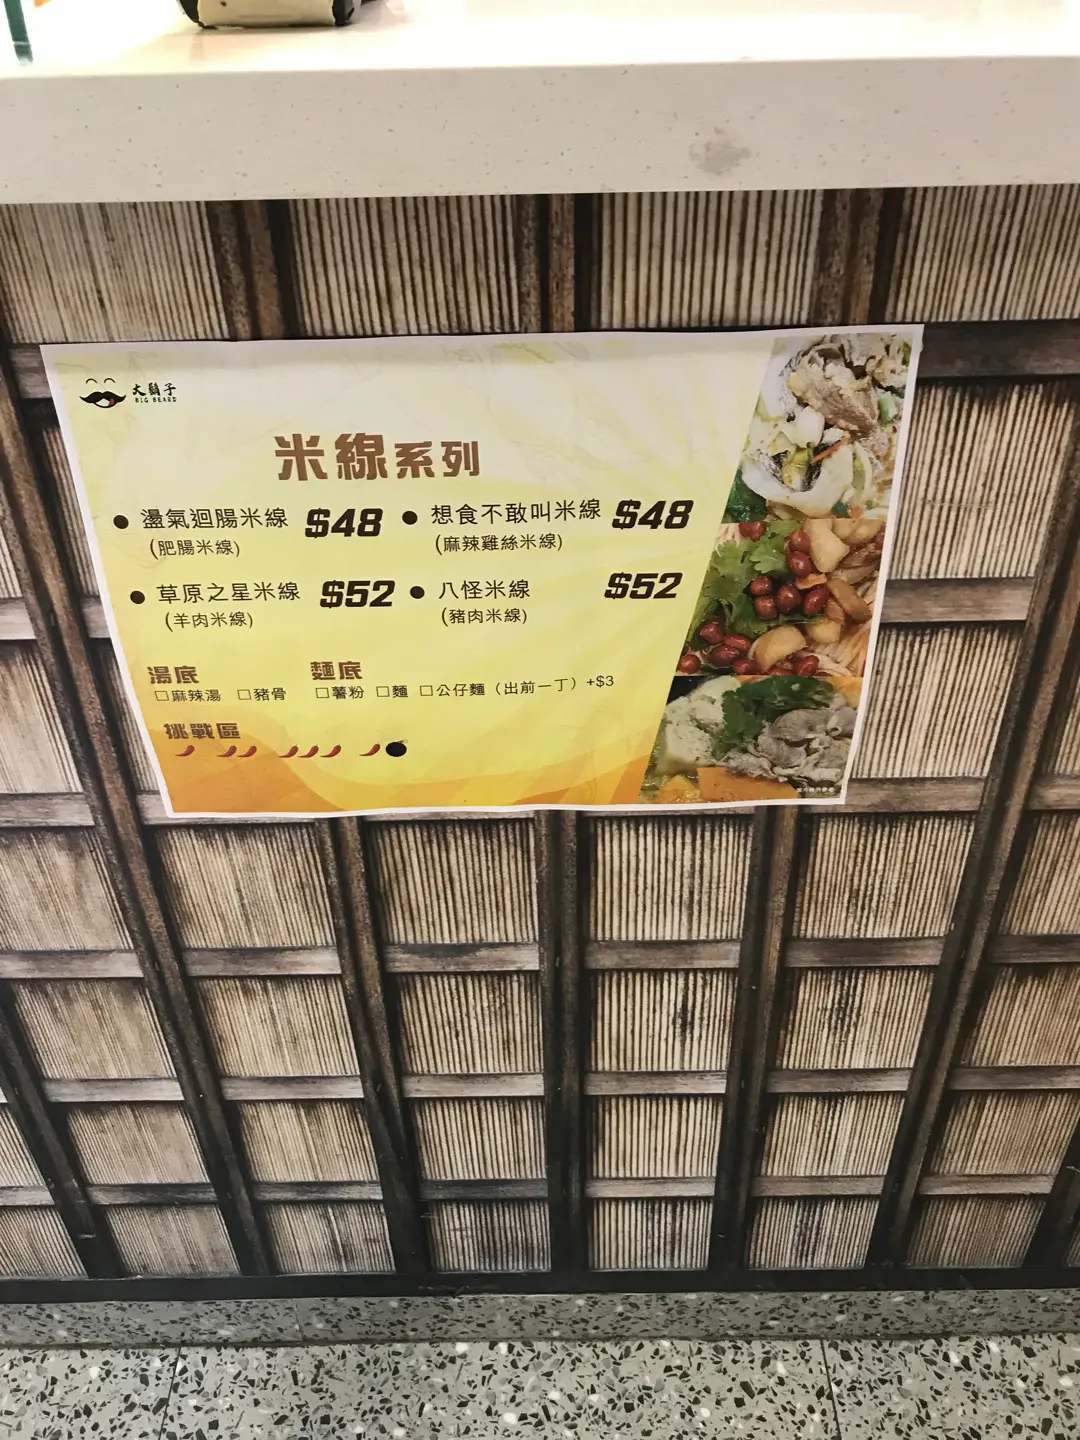 大鬍子
BIG BEARD
米線系列
● 盪氣迴腸米線 $48
(肥腸米線)
● 想食不敢叫米線 $48
(麻辣雞絲米線)
● 草原之星米線 $52
(羊肉米線)
● 八怪米線 $52
(豬肉米線)
湯底
□麻辣湯 □豬骨
麵底
□薯粉 □麵 □公仔麵（出前一丁）+$3
挑戰區